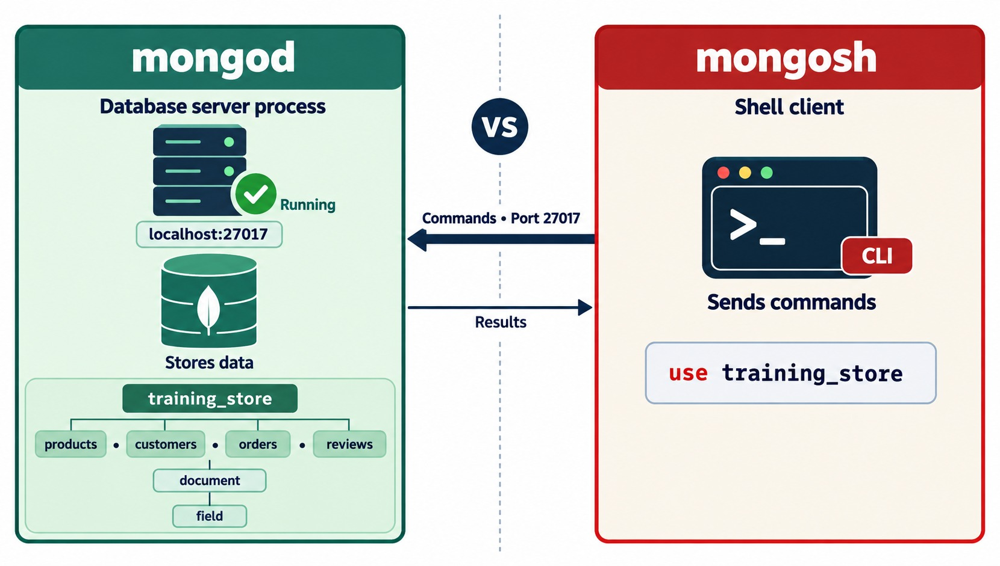 mongod
Database server process
Running
localhost:27017
Stores data
training_store
products • customers • orders • reviews
document
field
VS
Commands • Port 27017
Results
mongosh
Shell client
>_
CLI
Sends commands
use training_store